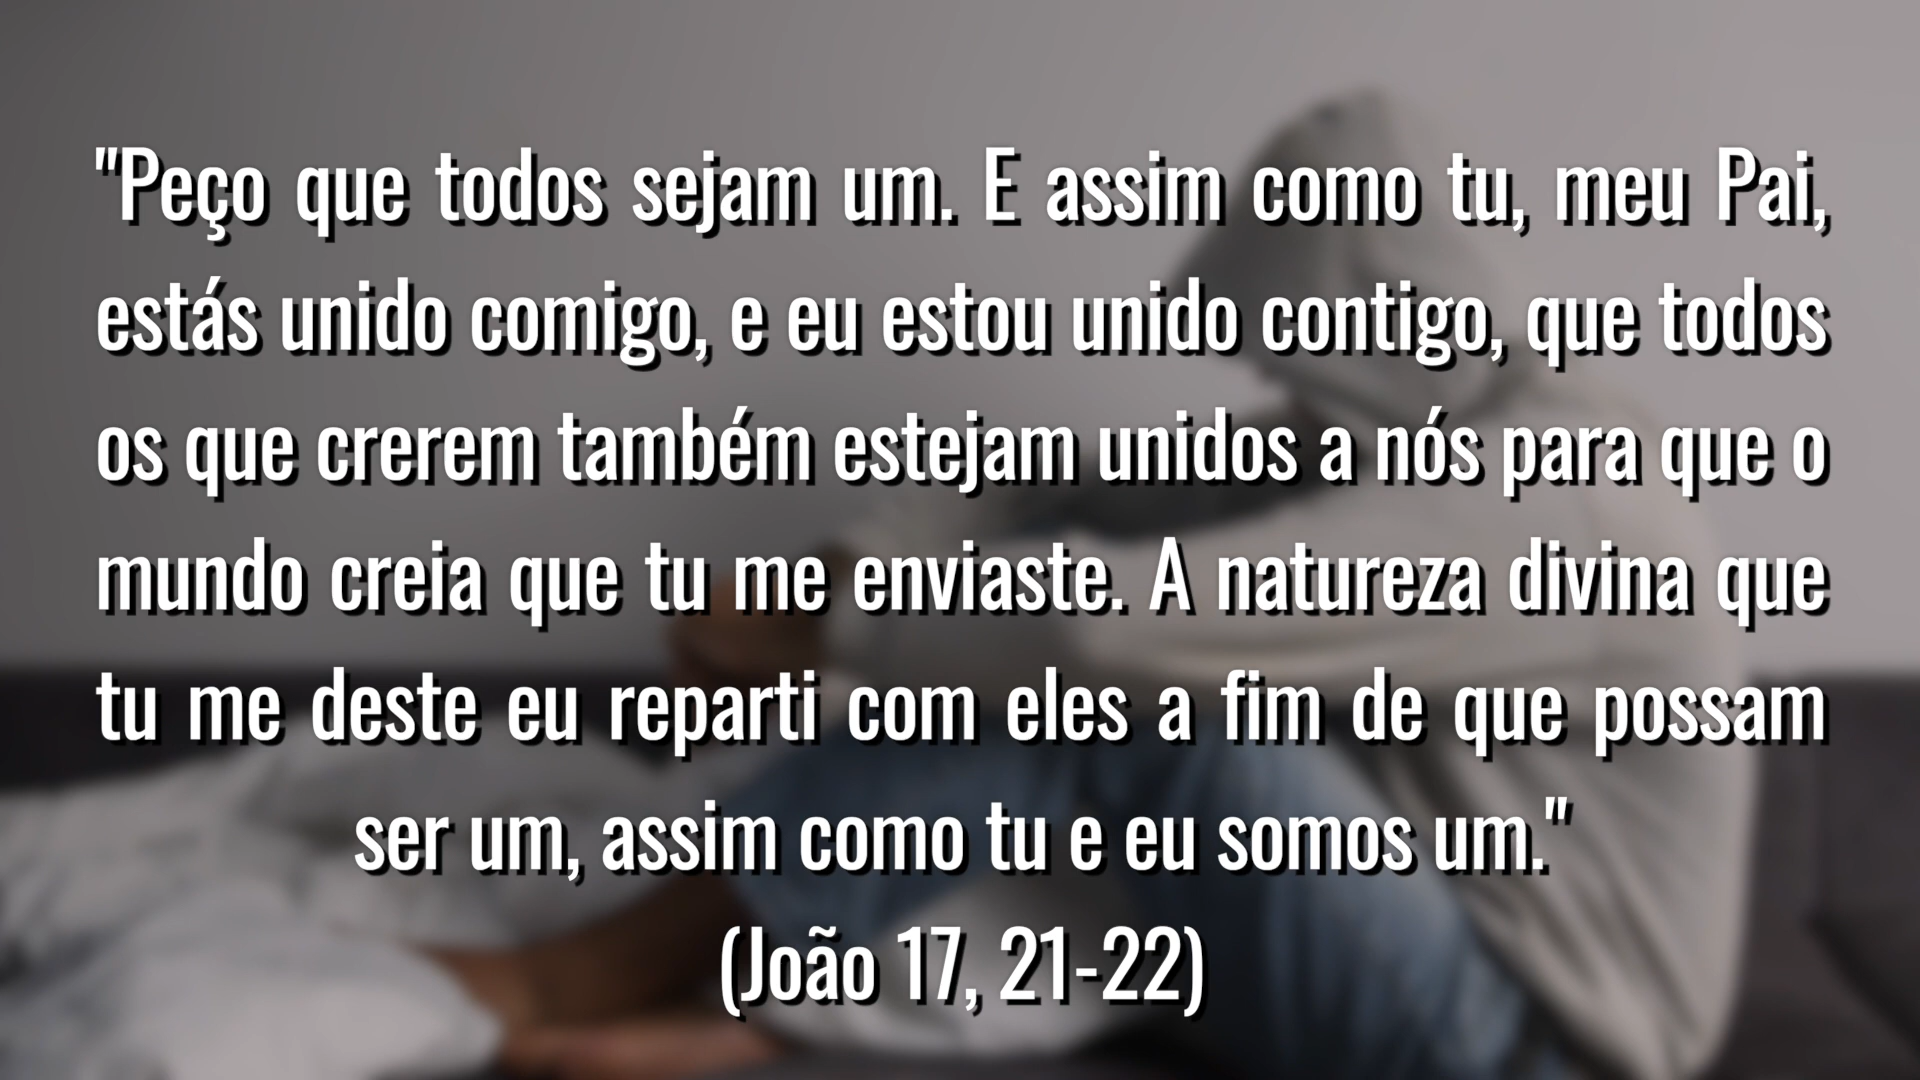 "Peço que todos sejam um. E assim como tu, meu Pai,
estás unido comigo, e eu estou unido contigo, que todos
os que crerem também estejam unidos a nós para que o
mundo creia que tu me enviaste. A natureza divina que
tu me deste eu reparti com eles a fim de que possam
ser um, assim como tu e eu somos um."
(João 17, 21-22)